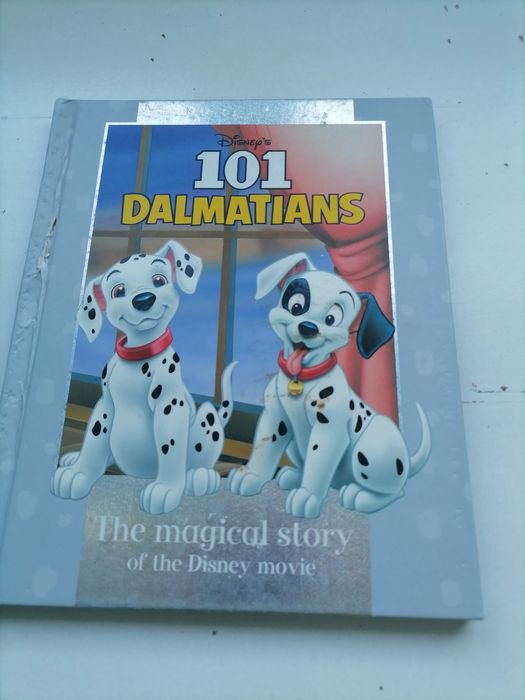 Disney's
101
DALMATIANS
The magical story
of the Disney movie